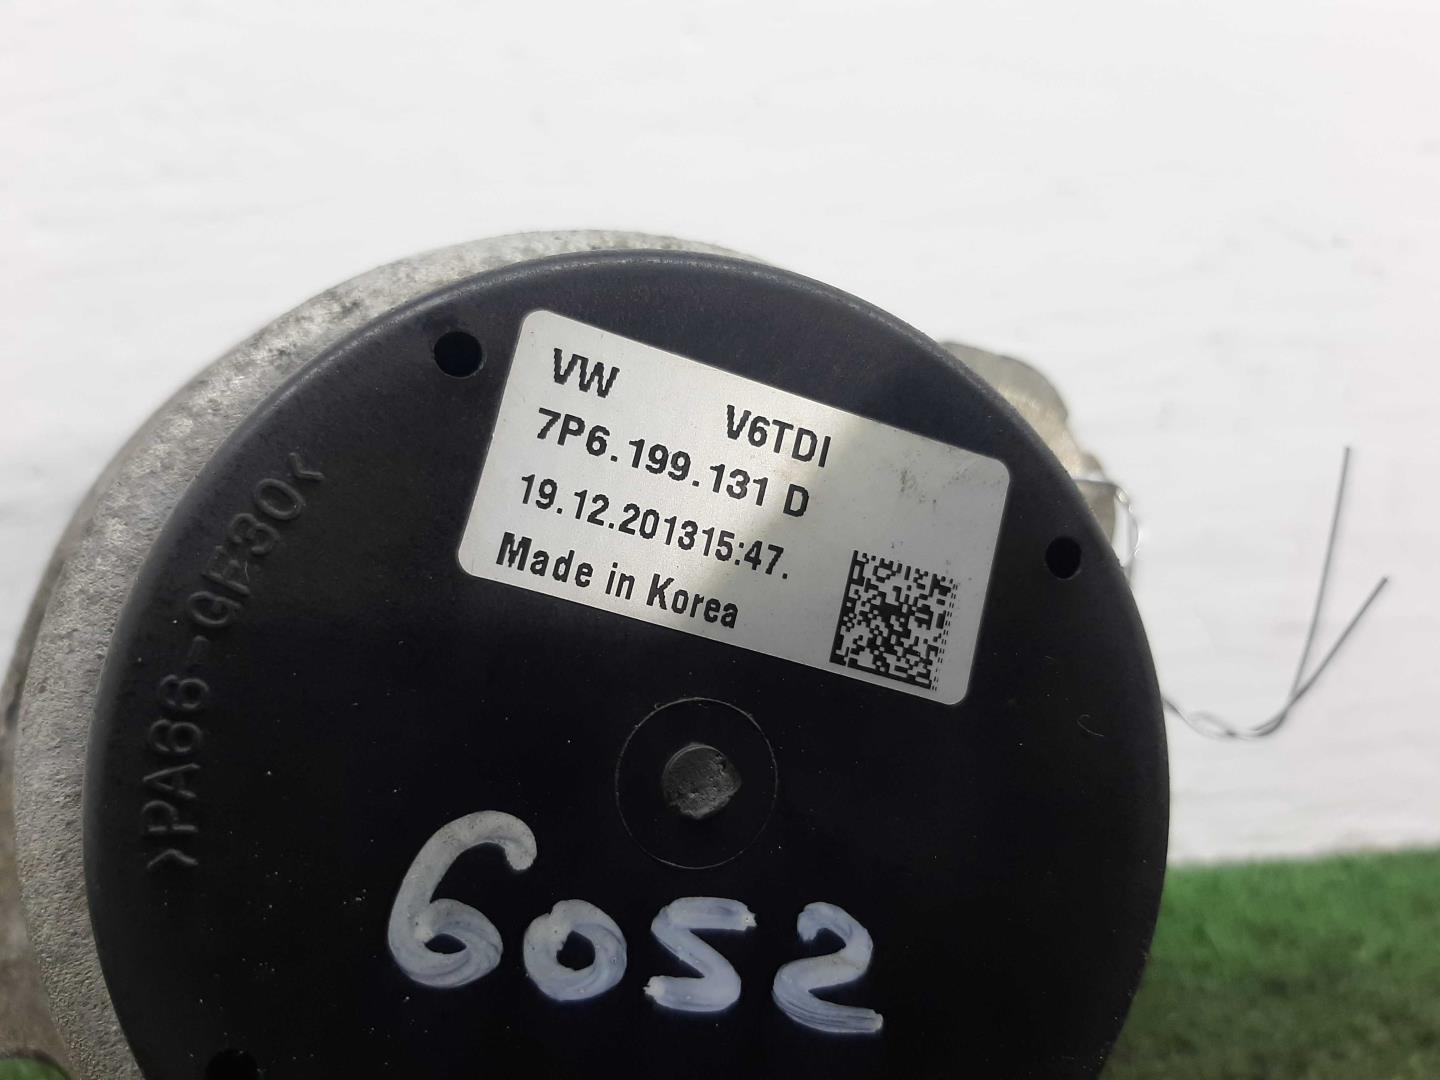 VW
V6TDI
7P6.199.131 D
19.12.201315:47.
Made in Korea
>PA66-GF30<
6052